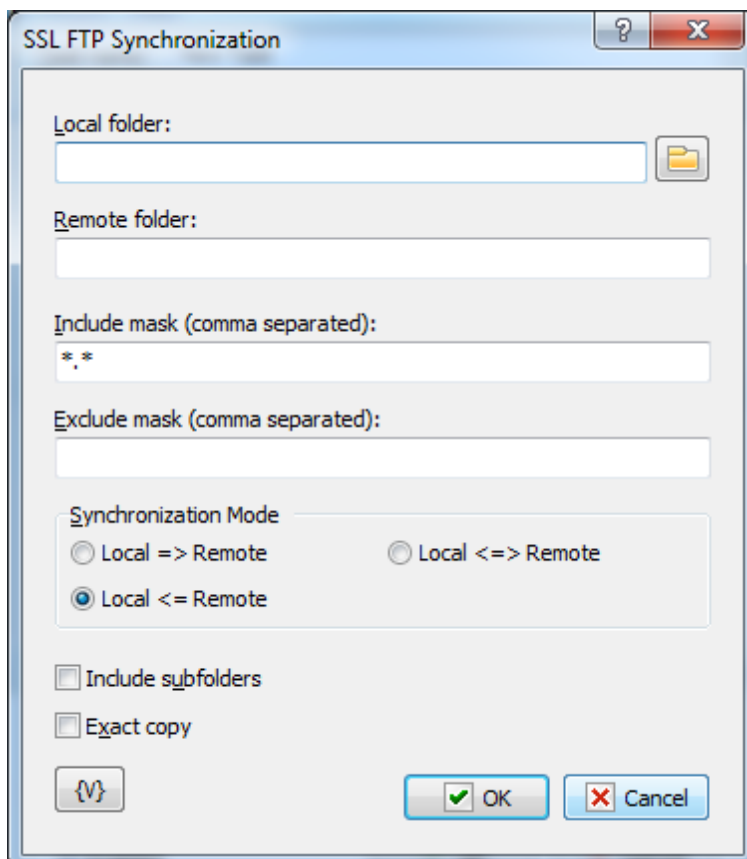 SSL FTP Synchronization
Local folder:
Remote folder:
Include mask (comma separated):
*.*
Exclude mask (comma separated):
Synchronization Mode
Local => Remote
Local <=> Remote
Local <= Remote
Include subfolders
Exact copy
{V}
OK
Cancel